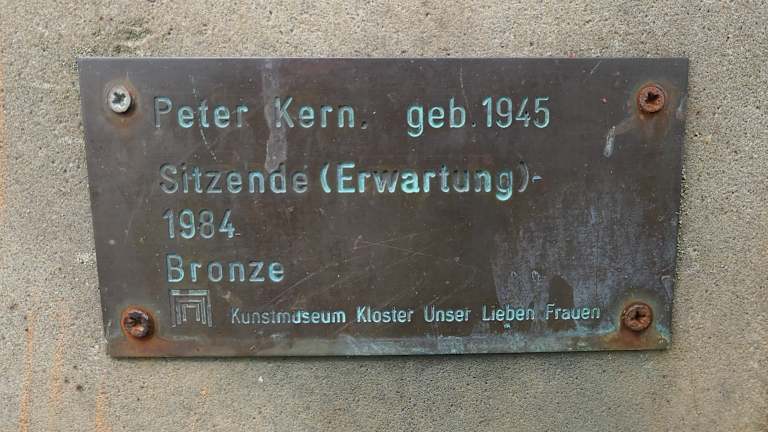 Peter Kern. geb. 1945
Sitzende (Erwartung)-
1984
Bronze
Kunstmuseum Kloster Unser Lieben Frauen